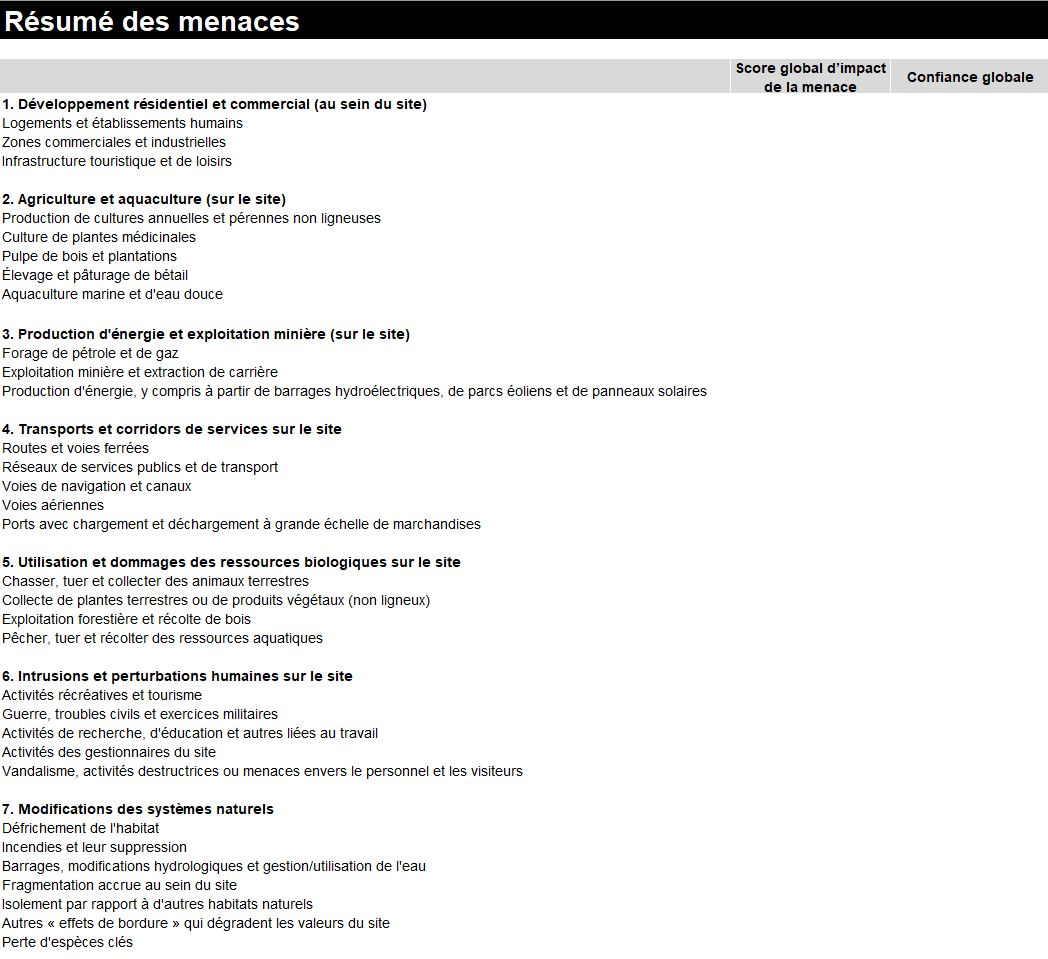 Résumé des menaces
Score global d'impact
de la menace
Confiance globale
1. Développement résidentiel et commercial (au sein du site)
Logements et établissements humains
Zones commerciales et industrielles
Infrastructure touristique et de loisirs
2. Agriculture et aquaculture (sur le site)
Production de cultures annuelles et pérennes non ligneuses
Culture de plantes médicinales
Pulpe de bois et plantations
Élevage et pâturage de bétail
Aquaculture marine et d'eau douce
3. Production d'énergie et exploitation minière (sur le site)
Forage de pétrole et de gaz
Exploitation minière et extraction de carrière
Production d'énergie, y compris à partir de barrages hydroélectriques, de parcs éoliens et de panneaux solaires
4. Transports et corridors de services sur le site
Routes et voies ferrées
Réseaux de services publics et de transport
Voies de navigation et canaux
Voies aériennes
Ports avec chargement et déchargement à grande échelle de marchandises
5. Utilisation et dommages des ressources biologiques sur le site
Chasser, tuer et collecter des animaux terrestres
Collecte de plantes terrestres ou de produits végétaux (non ligneux)
Exploitation forestière et récolte de bois
Pêcher, tuer et récolter des ressources aquatiques
6. Intrusions et perturbations humaines sur le site
Activités récréatives et tourisme
Guerre, troubles civils et exercices militaires
Activités de recherche, d'éducation et autres liées au travail
Activités des gestionnaires du site
Vandalisme, activités destructrices ou menaces envers le personnel et les visiteurs
7. Modifications des systèmes naturels
Défrichement de l'habitat
Incendies et leur suppression
Barrages, modifications hydrologiques et gestion/utilisation de l'eau
Fragmentation accrue au sein du site
Isolement par rapport à d'autres habitats naturels
Autres « effets de bordure » qui dégradent les valeurs du site
Perte d'espèces clés